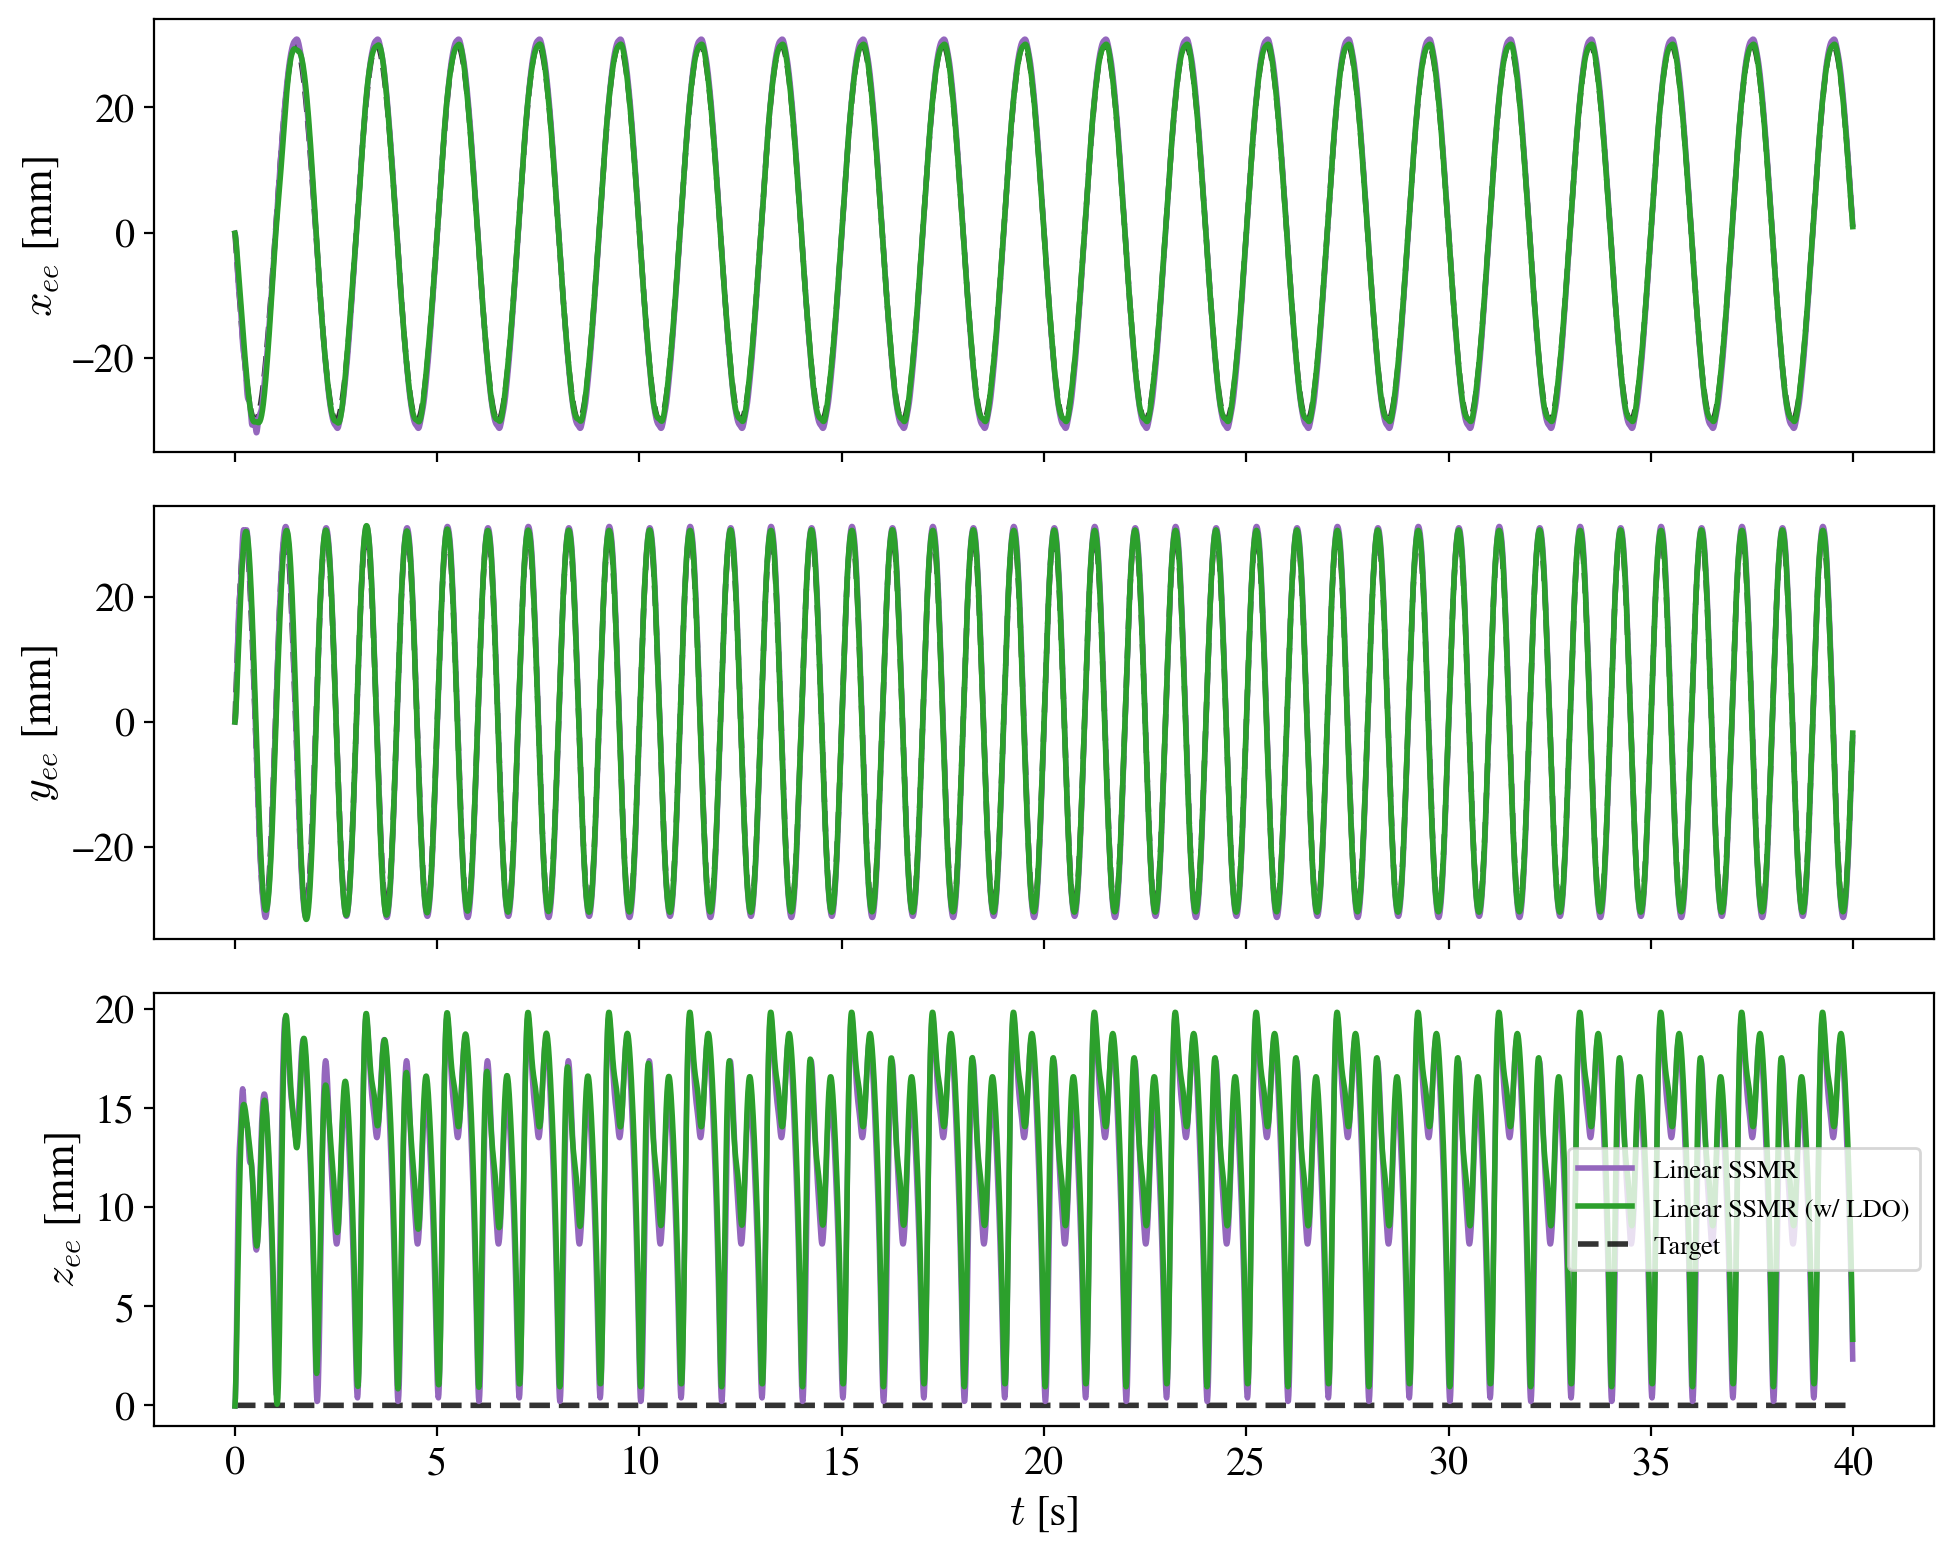 20
0
−20
x_ee [mm]
20
0
−20
y_ee [mm]
20
15
10
5
0
z_ee [mm]
Linear SSMR
Linear SSMR (w/ LDO)
Target
0 5 10 15 20 25 30 35 40
t [s]